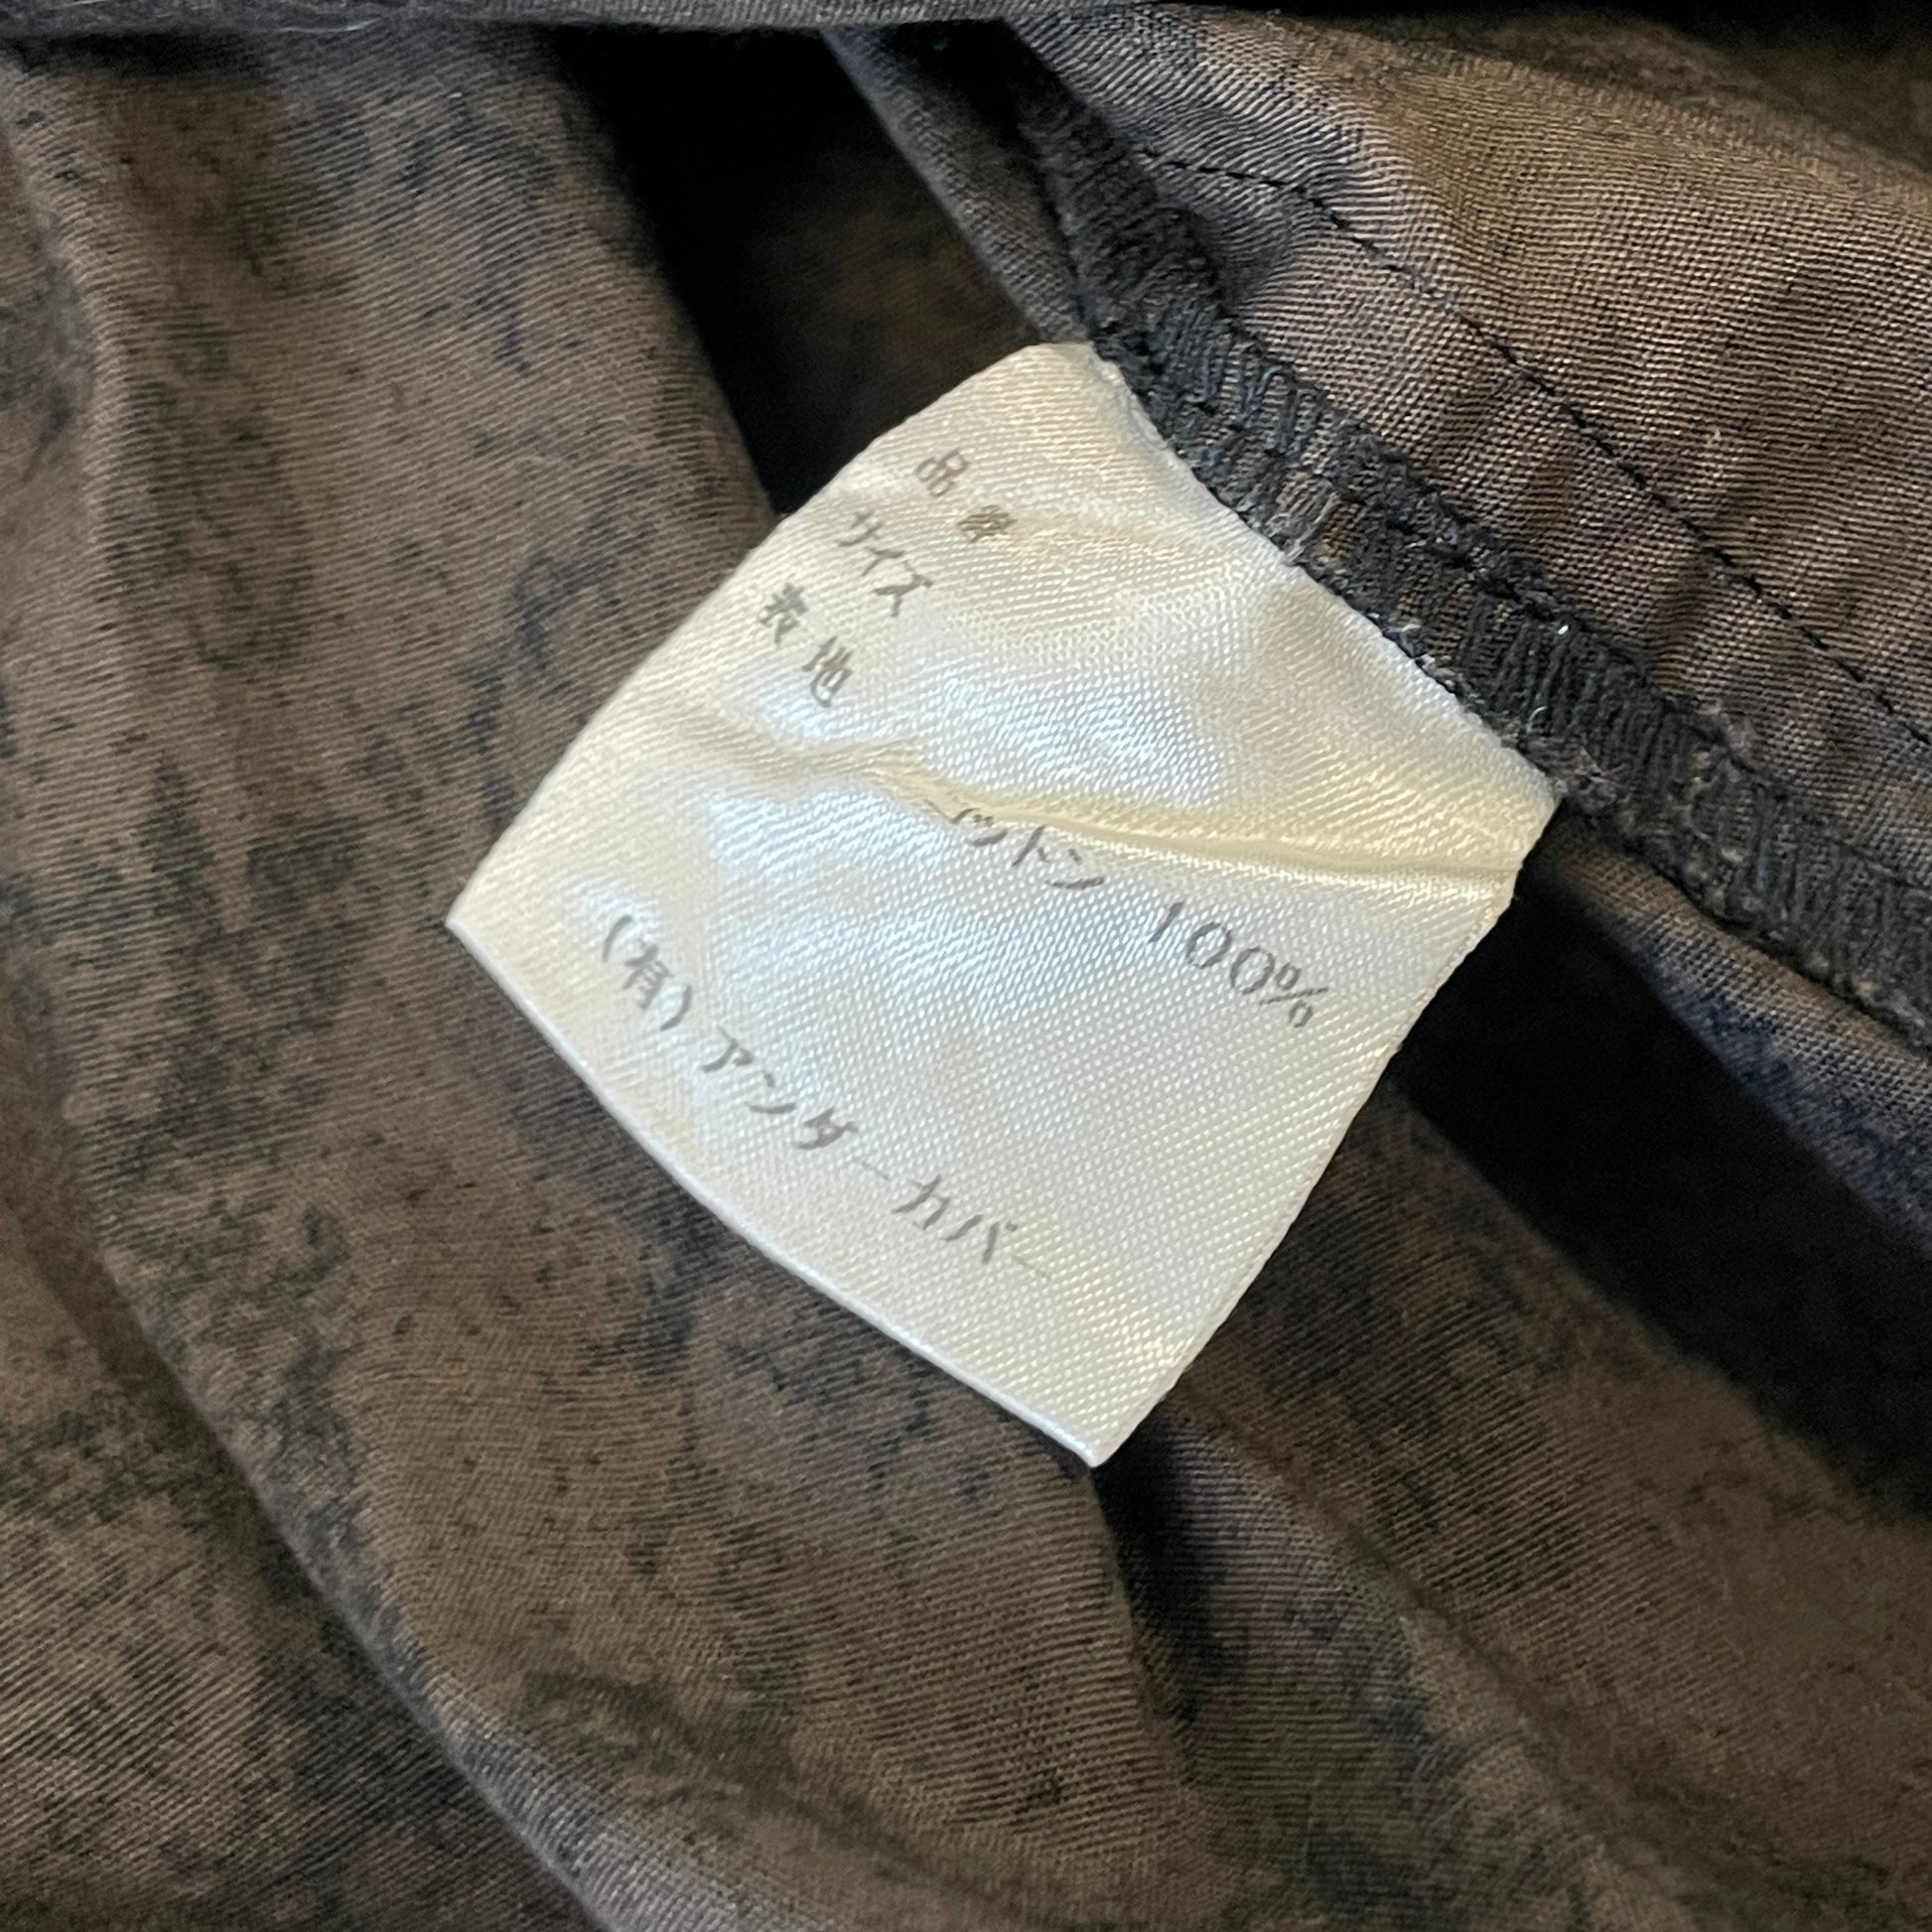 品番
サイズ
表地
コットン 100%
(有) アンダーカバー